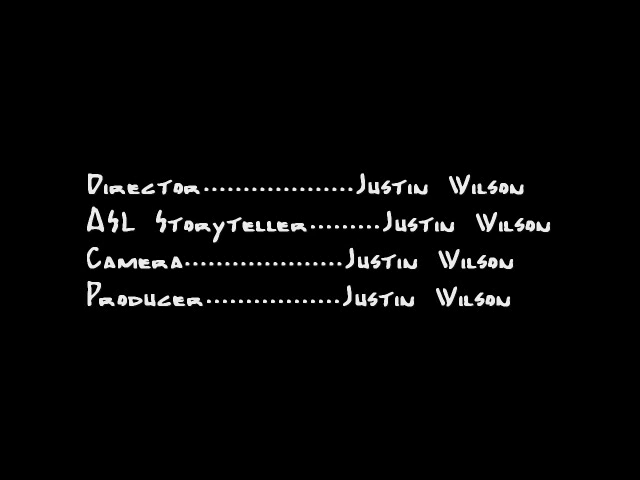 Director...................Justin Wilson
ASL Storyteller.........Justin Wilson
Camera....................Justin Wilson
Producer.................Justin Wilson